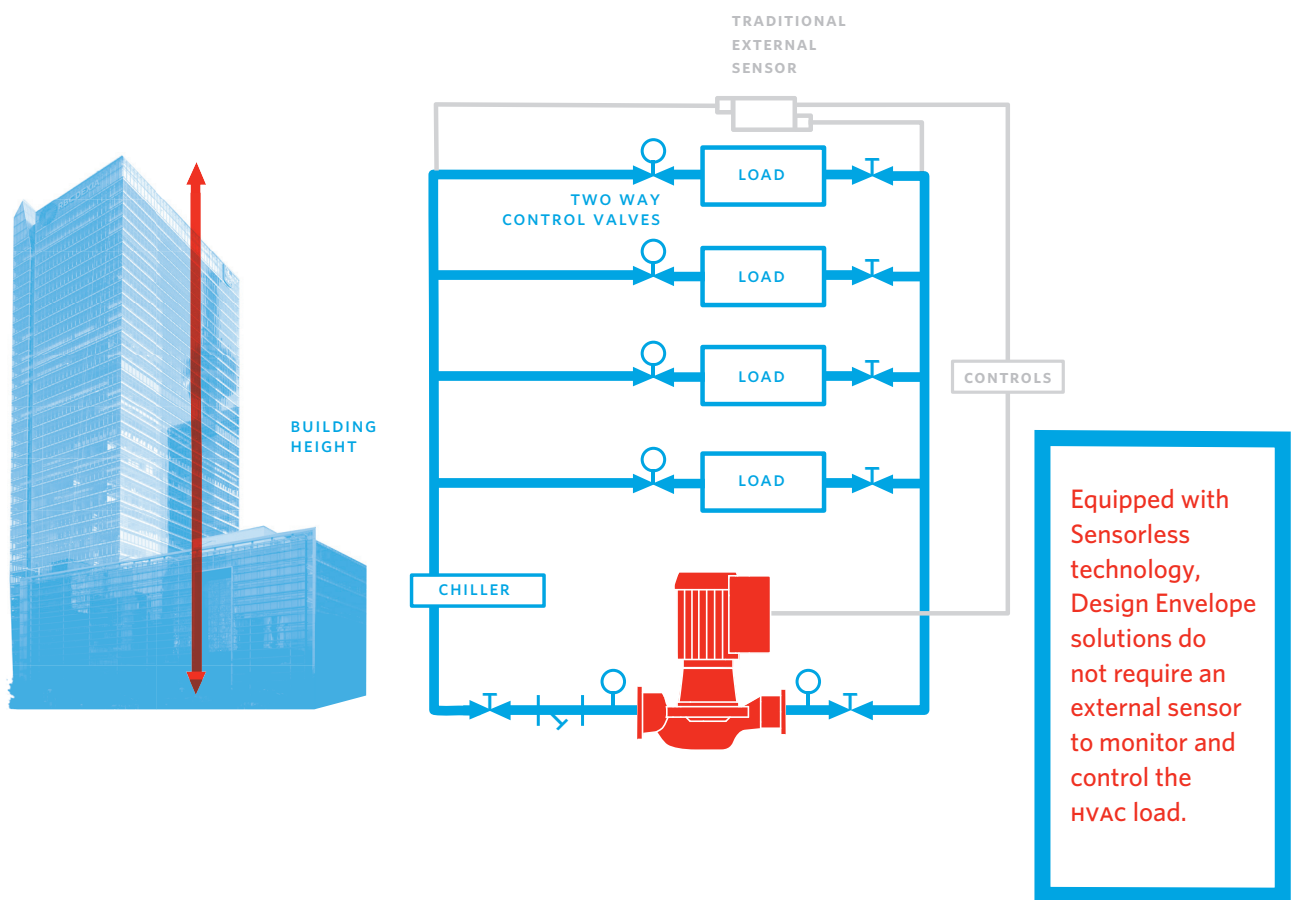 TRADITIONAL
EXTERNAL
SENSOR
LOAD
TWO WAY
CONTROL VALVES
LOAD
LOAD
CONTROLS
BUILDING
HEIGHT
LOAD
CHILLER
Equipped with
Sensorless
technology,
Design Envelope
solutions do
not require an
external sensor
to monitor and
control the
HVAC load.